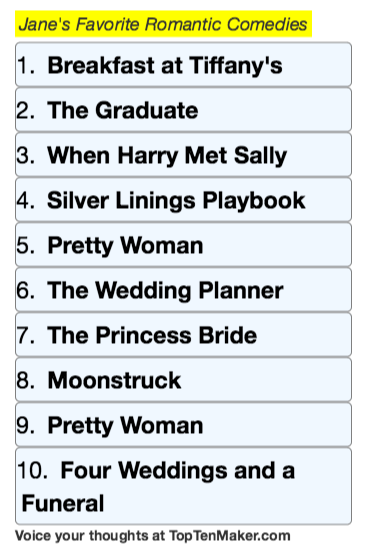 Jane's Favorite Romantic Comedies
1. Breakfast at Tiffany's
2. The Graduate
3. When Harry Met Sally
4. Silver Linings Playbook
5. Pretty Woman
6. The Wedding Planner
7. The Princess Bride
8. Moonstruck
9. Pretty Woman
10. Four Weddings and a
Funeral
Voice your thoughts at TopTenMaker.com